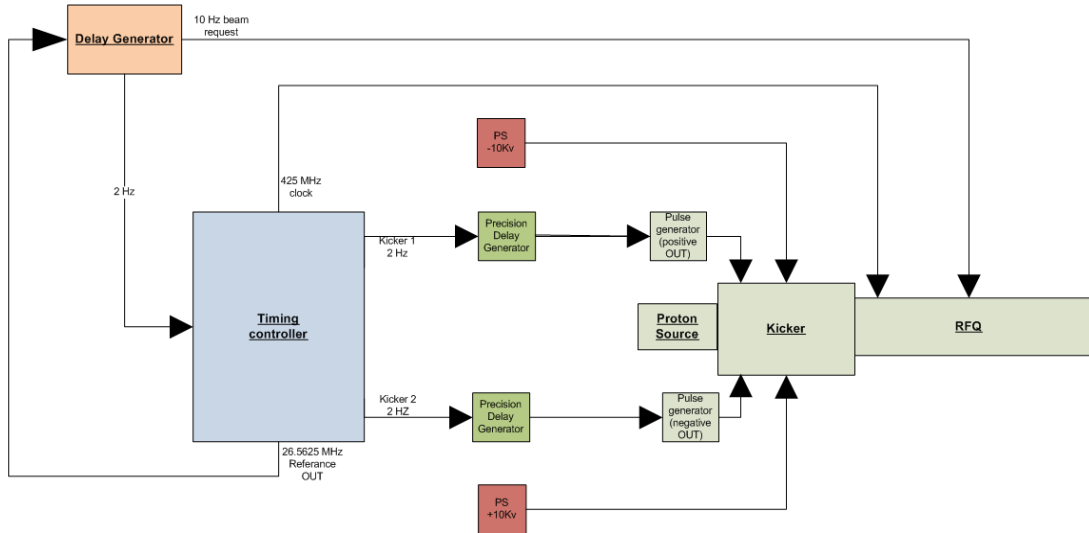 10 Hz beam
request
Delay Generator
PS
-10Kv
425 MHz
clock
2 Hz
Kicker 1
2 Hz
Precision
Delay
Generator
Pulse
generator
(positive
OUT)
Timing
controller
Proton
Source
Kicker
RFQ
Kicker 2
2 HZ
Precision
Delay
Generator
Pulse
generator
(negative
OUT)
26.5625 MHz
Referance
OUT
PS
+10Kv